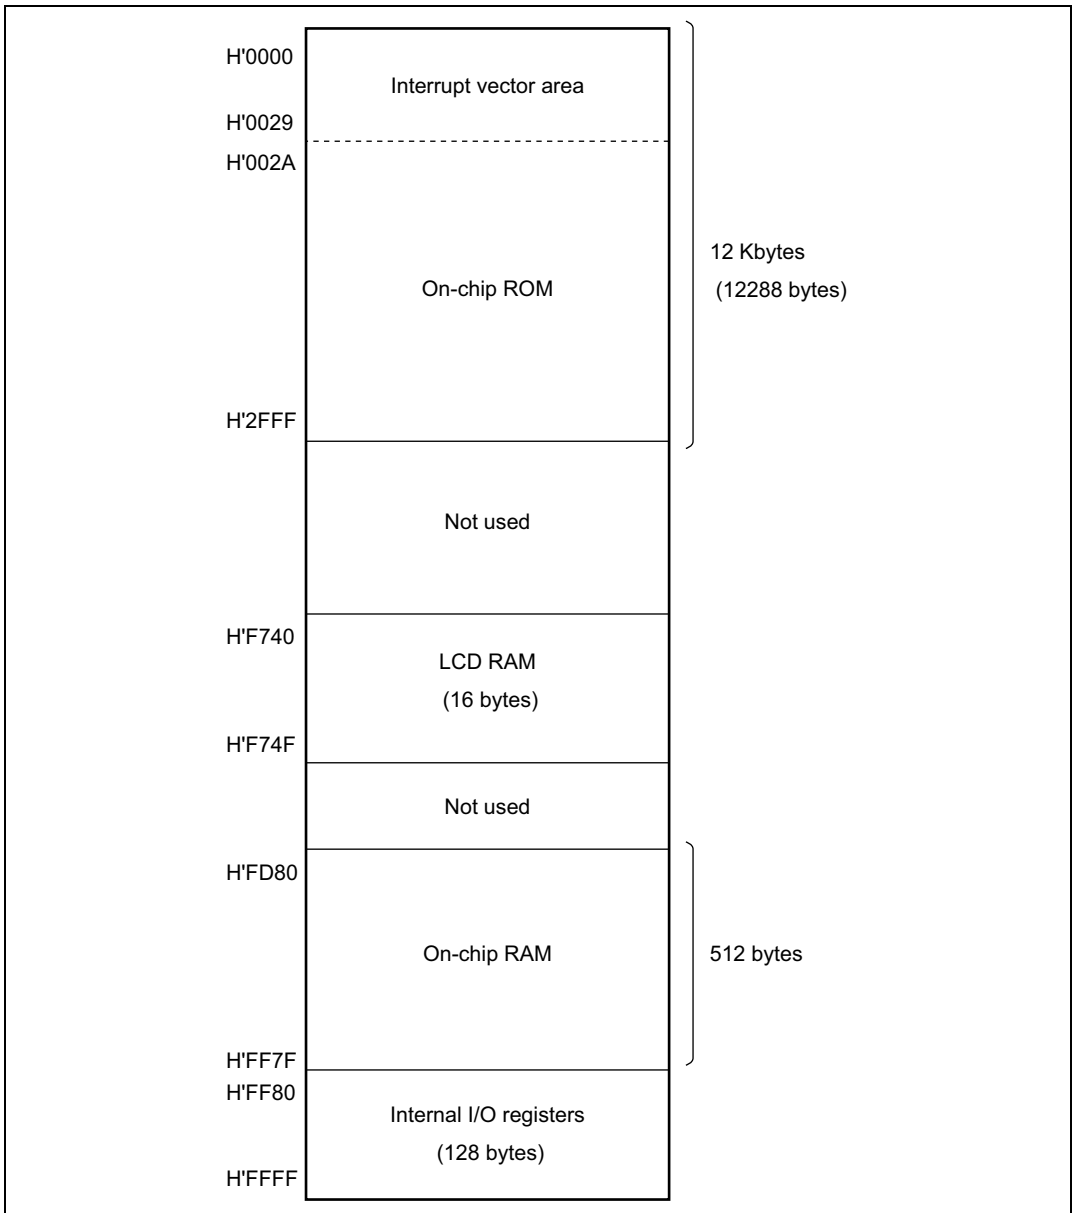 H'0000
Interrupt vector area
H'0029
H'002A
12 Kbytes
On-chip ROM
(12288 bytes)
H'2FFF
Not used
H'F740
LCD RAM
(16 bytes)
H'F74F
Not used
H'FD80
On-chip RAM
512 bytes
H'FF7F
H'FF80
Internal I/O registers
(128 bytes)
H'FFFF